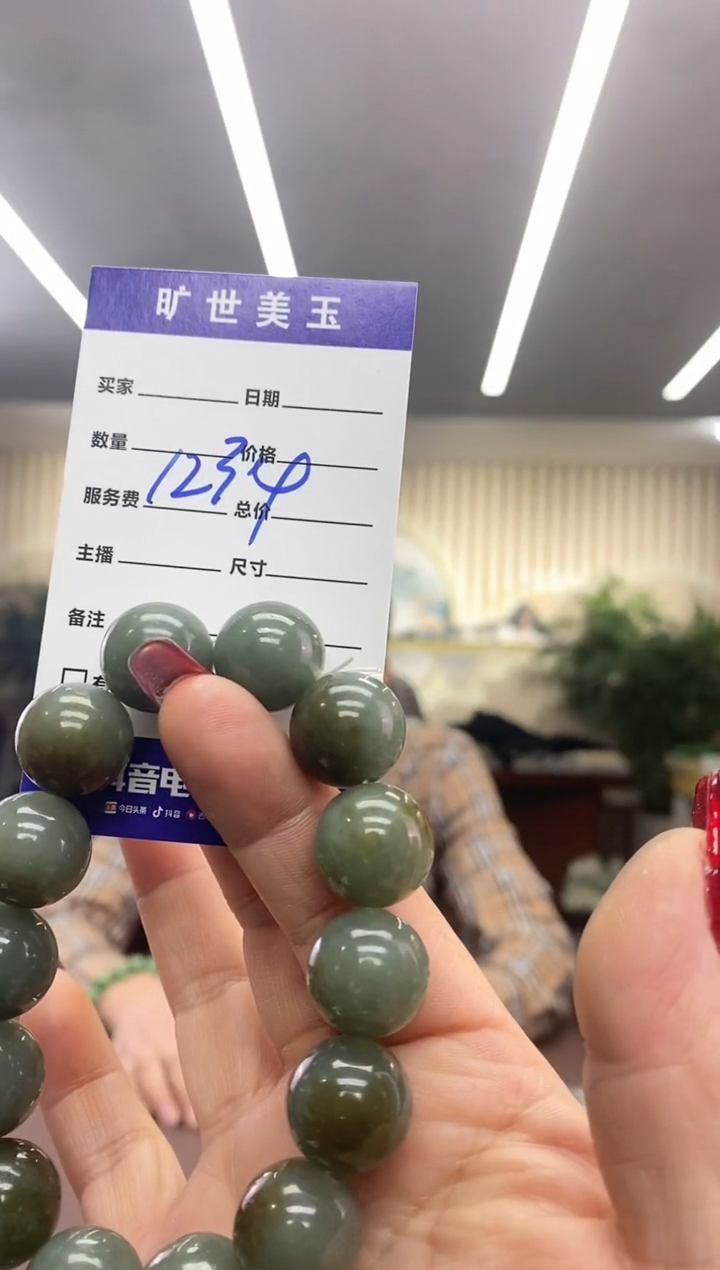 旷世美玉
买家 日期
数量 价格
1234
服务费 总价
主播 尺寸
备注
抖音电
今日头条 抖音